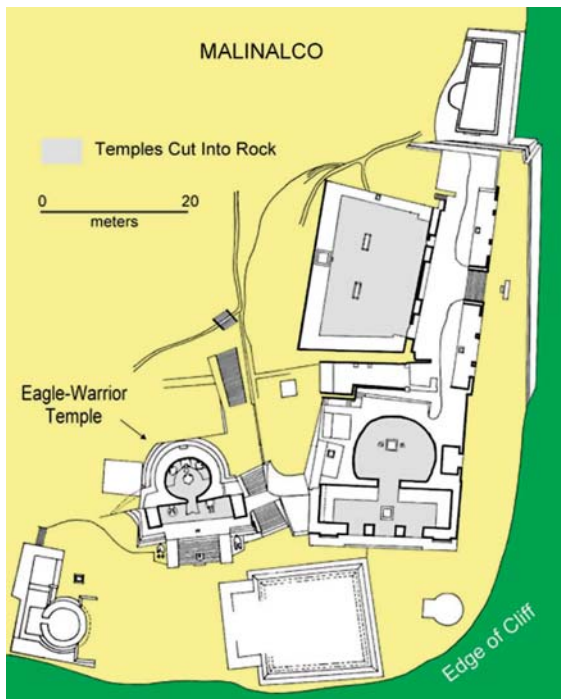 MALINALCO
Temples Cut Into Rock
0 20
meters
Eagle-Warrior
Temple
Edge of Cliff